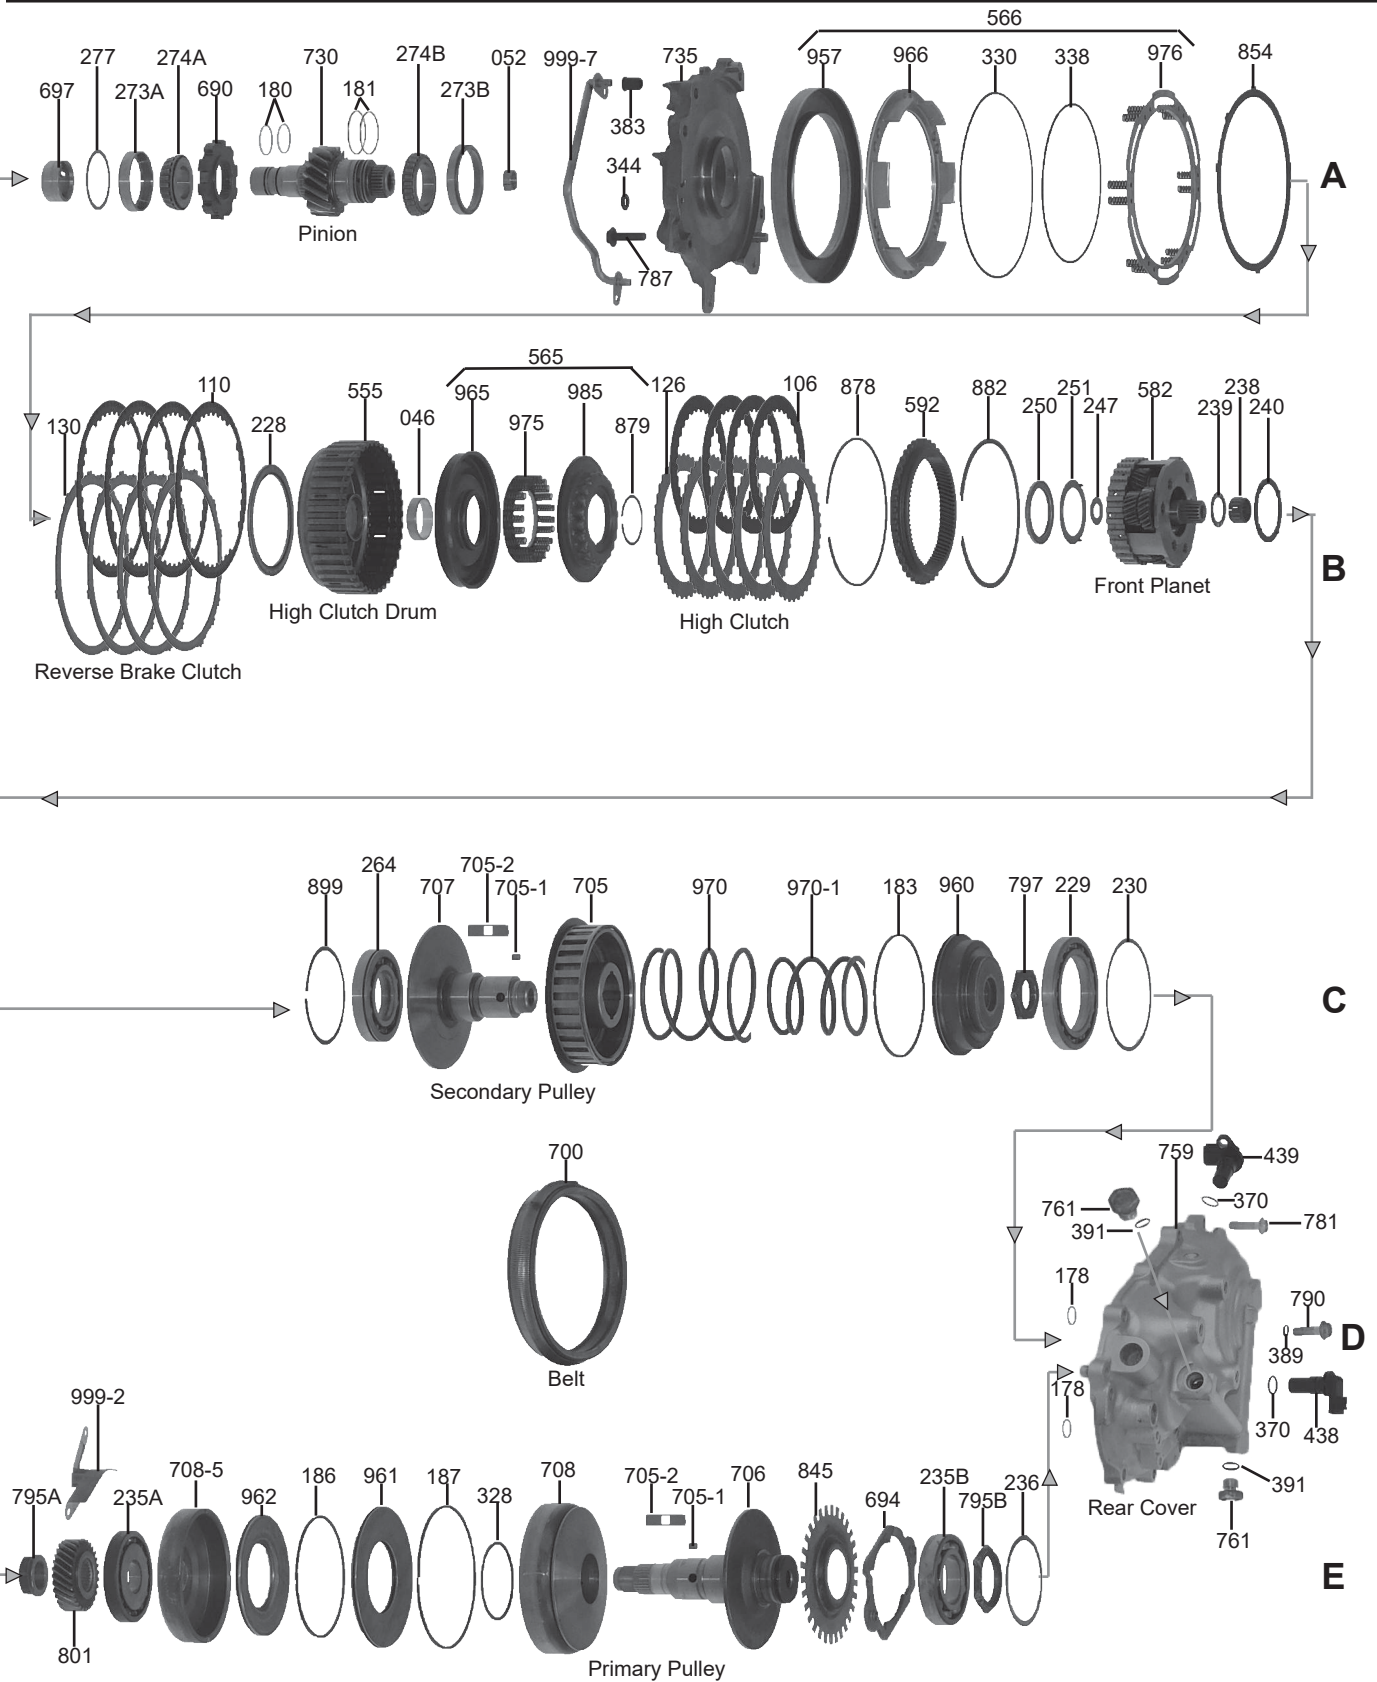 566
277 274A 730 274B 052 999-7 735 957 966 330 338 976 854
697 273A 690 180 181 273B
383
344
A
Pinion
787
565
110 555 965 985 126 106 878 882 251 582 238
130 228 046 975 879 592 250 247 239 240
B
Front Planet
High Clutch Drum
High Clutch
Reverse Brake Clutch
264 705-2
899 707 705-1 705 970 970-1 183 960 797 229 230
C
Secondary Pulley
700
759 439
761 370
391 781
178
790
D
389
Belt
178
999-2
370 438
708-5 961 187 708 705-2 706 845 235B
795A 235A 962 186 328 705-1 694 795B 236
391
Rear Cover
761
E
801
Primary Pulley